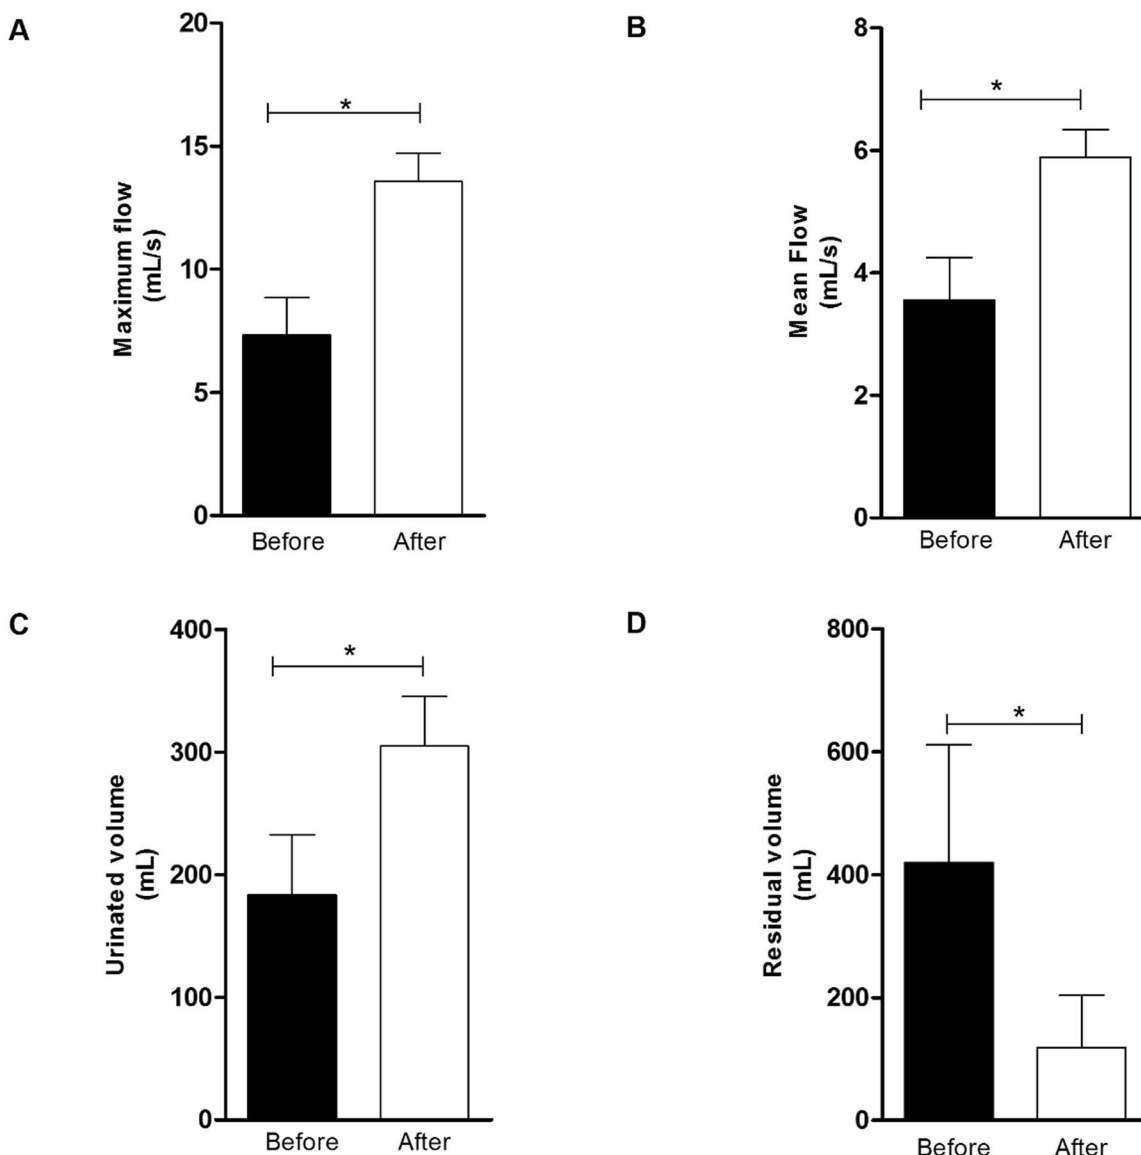 A
20
15
10
5
0
Maximum flow
(mL/s)
*
Before After
B
8
6
4
2
0
Mean Flow
(mL/s)
*
Before After
C
400
300
200
100
0
Urinated volume
(mL)
*
Before After
D
800
600
400
200
0
Residual volume
(mL)
*
Before After